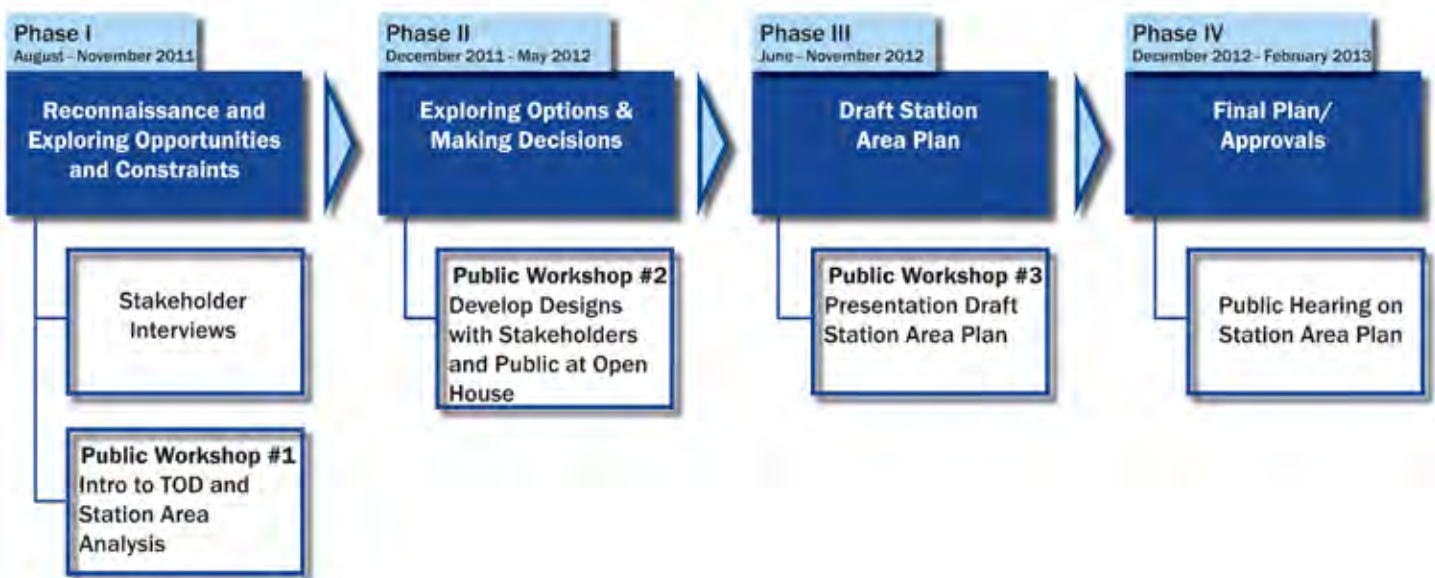 Phase I
August - November 2011
Reconnaissance and
Exploring Opportunities
and Constraints
Stakeholder
Interviews
Public Workshop #1
Intro to TOD and
Station Area
Analysis
Phase II
December 2011 - May 2012
Exploring Options &
Making Decisions
Public Workshop #2
Develop Designs
with Stakeholders
and Public at Open
House
Phase III
June - November 2012
Draft Station
Area Plan
Public Workshop #3
Presentation Draft
Station Area Plan
Phase IV
December 2012 - February 2013
Final Plan/
Approvals
Public Hearing on
Station Area Plan